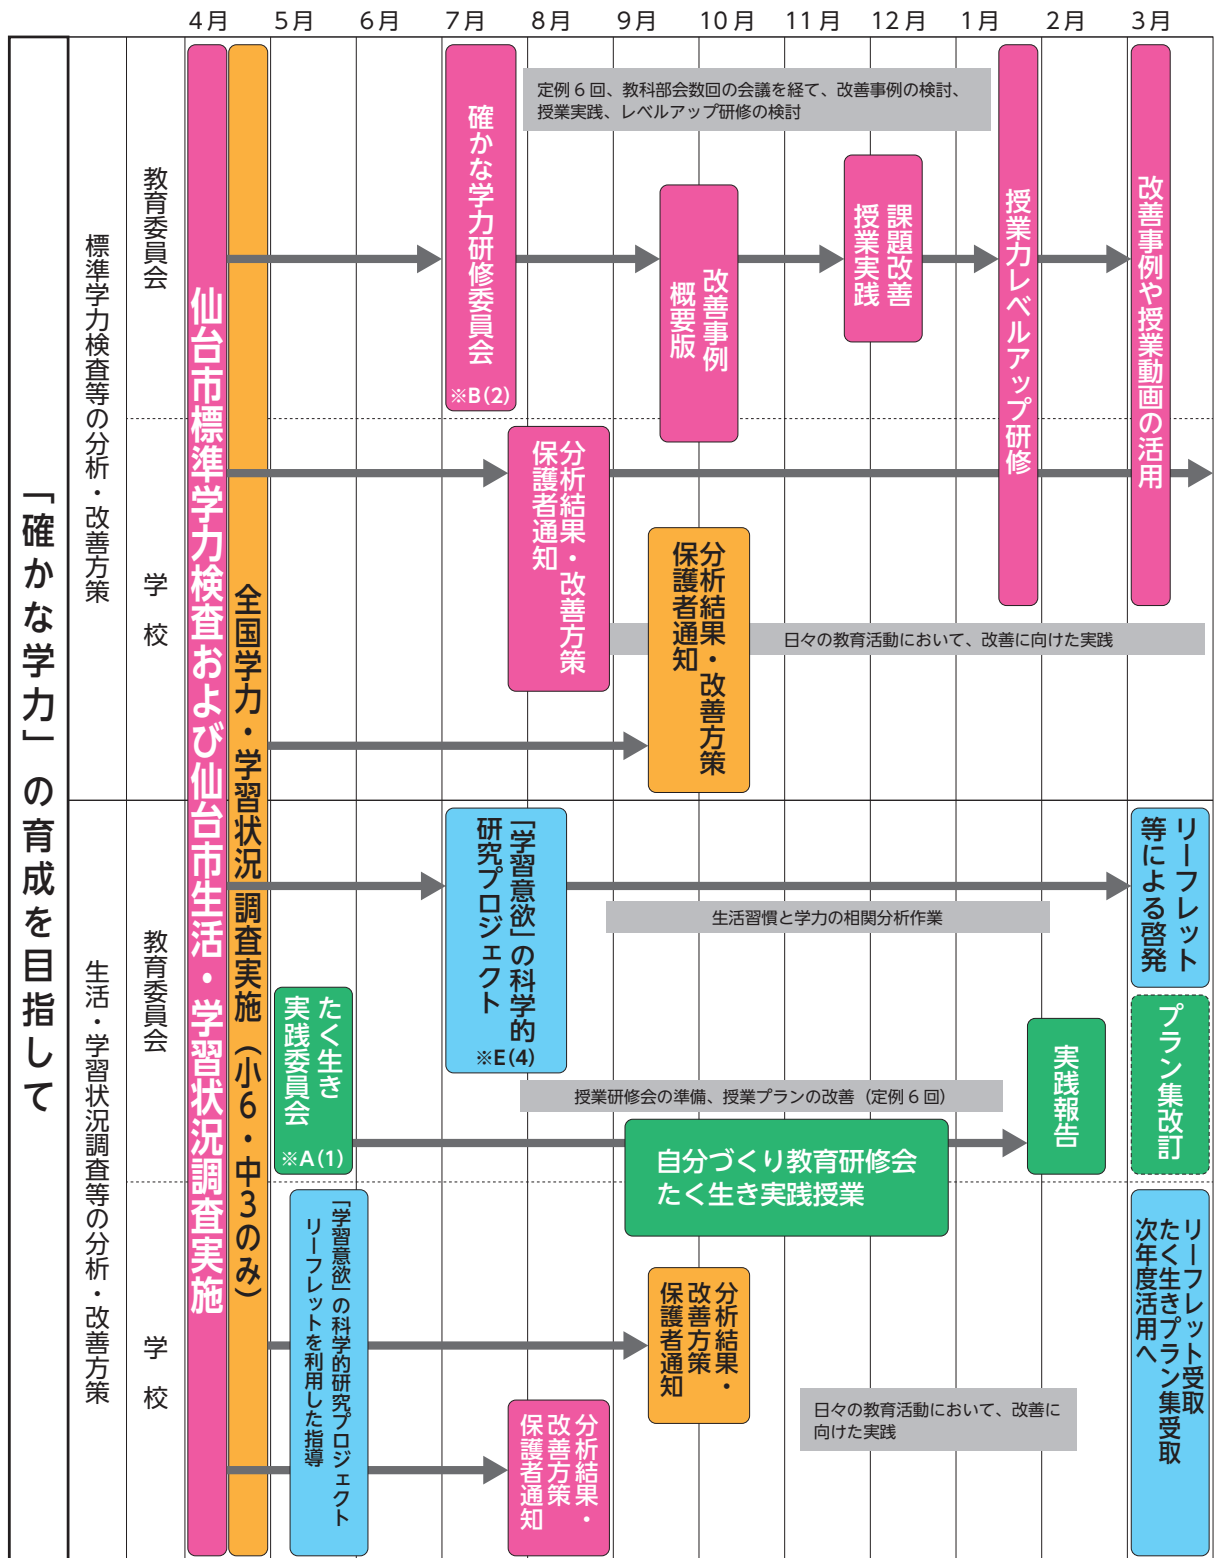 4月 5月 6月 7月 8月 9月 10月 11月 12月 1月 2月 3月
「確かな学力」の育成を目指して
標準学力検査等の分析・改善方策
教育委員会
学校
仙台市標準学力検査および仙台市生活・学習状況調査実施
全国学力・学習状況調査実施（小6・中3のみ）
定例6回、教科部会数回の会議を経て、改善事例の検討、
授業実践、レベルアップ研修の検討
確かな学力研修委員会
※B(2)
改善事例
概要版
課題改善
授業実践
授業力レベルアップ研修
改善事例や授業動画の活用
分析結果・改善方策
保護者通知
分析結果・改善方策
保護者通知
日々の教育活動において、改善に向けた実践
生活・学習状況調査等の分析・改善方策
教育委員会
学校
「学習意欲」の科学的
研究プロジェクト
※E(4)
リーフレット
等による啓発
生活習慣と学力の相関分析作業
たく生き
実践委員会
※A(1)
授業研修会の準備、授業プランの改善（定例6回）
自分づくり教育研修会
たく生き実践授業
実践報告
プラン集改訂
「学習意欲」の科学的研究プロジェクト
リーフレットを利用した指導
分析結果・
改善方策
保護者通知
分析結果・
改善方策
保護者通知
日々の教育活動において、改善に
向けた実践
リーフレット受取
たく生きプラン集受取
次年度活用へ